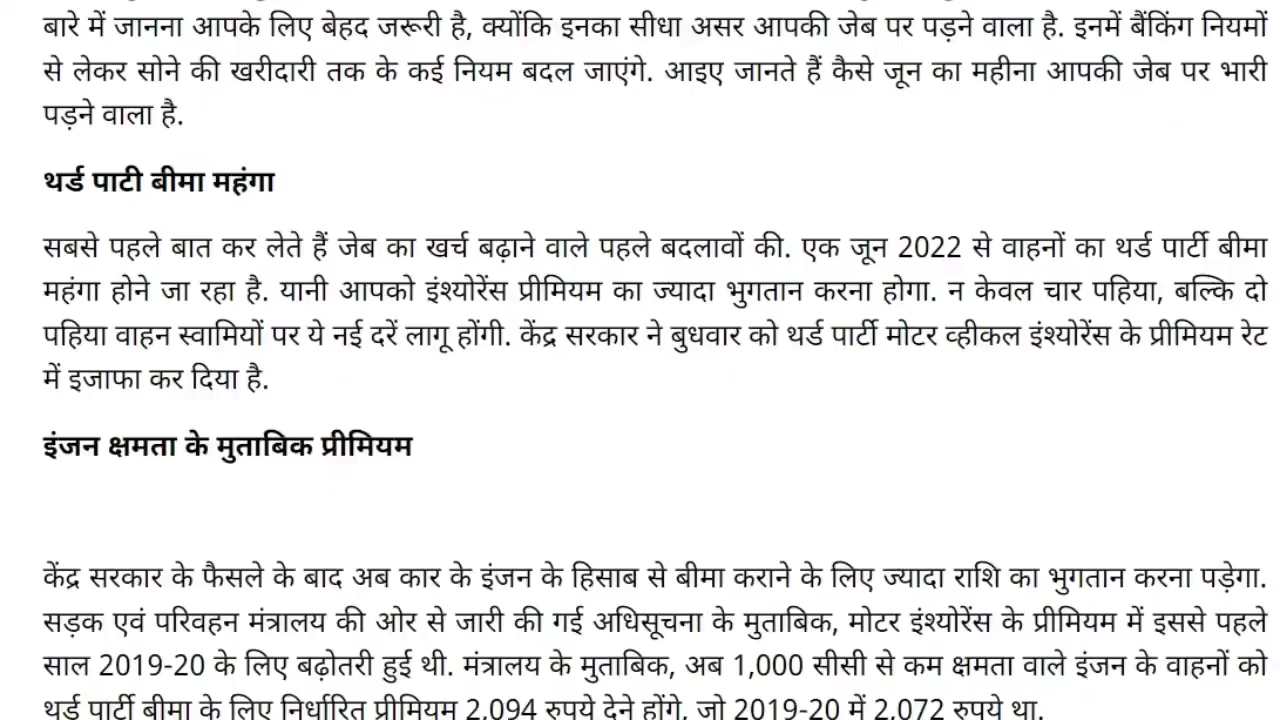 बारे में जानना आपके लिए बेहद जरूरी है, क्योंकि इनका सीधा असर आपकी जेब पर पड़ने वाला है. इनमें बैंकिंग नियमों
से लेकर सोने की खरीदारी तक के कई नियम बदल जाएंगे. आइए जानते हैं कैसे जून का महीना आपकी जेब पर भारी
पड़ने वाला है.
थर्ड पाटी बीमा महंगा
सबसे पहले बात कर लेते हैं जेब का खर्च बढ़ाने वाले पहले बदलावों की. एक जून 2022 से वाहनों का थर्ड पार्टी बीमा
महंगा होने जा रहा है. यानी आपको इंश्योरेंस प्रीमियम का ज्यादा भुगतान करना होगा. न केवल चार पहिया, बल्कि दो
पहिया वाहन स्वामियों पर ये नई दरें लागू होंगी. केंद्र सरकार ने बुधवार को थर्ड पार्टी मोटर व्हीकल इंश्योरेंस के प्रीमियम रेट
में इजाफा कर दिया है.
इंजन क्षमता के मुताबिक प्रीमियम
केंद्र सरकार के फैसले के बाद अब कार के इंजन के हिसाब से बीमा कराने के लिए ज्यादा राशि का भुगतान करना पड़ेगा.
सड़क एवं परिवहन मंत्रालय की ओर से जारी की गई अधिसूचना के मुताबिक, मोटर इंश्योरेंस के प्रीमियम में इससे पहले
साल 2019-20 के लिए बढ़ोतरी हुई थी. मंत्रालय के मुताबिक, अब 1,000 सीसी से कम क्षमता वाले इंजन के वाहनों को
थर्ड पार्टी बीमा के लिए निर्धारित प्रीमियम 2,094 रुपये देने होंगे, जो 2019-20 में 2,072 रुपये था.